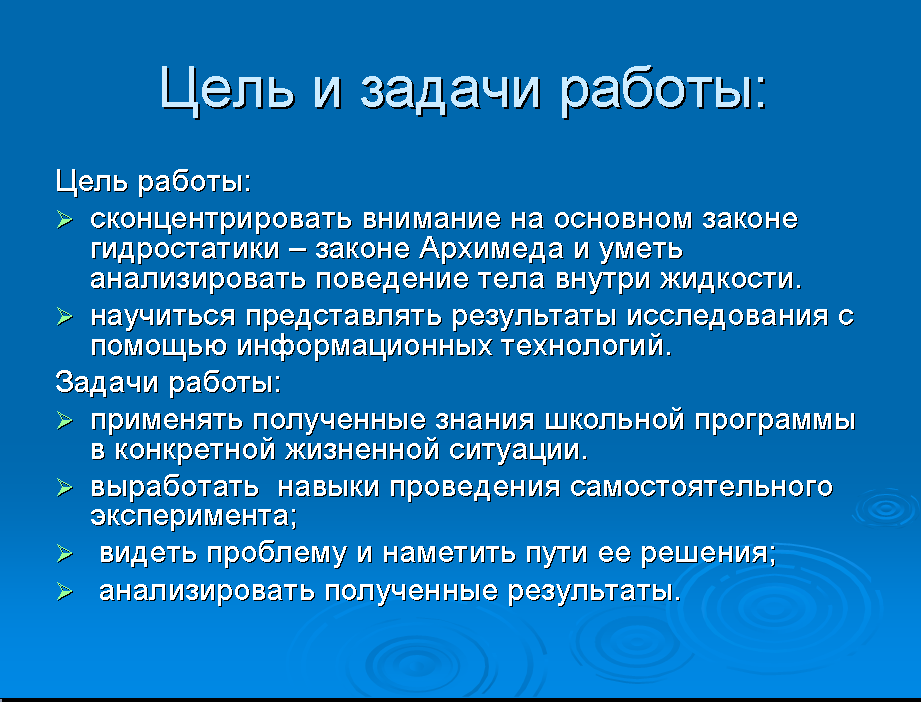 Цель и задачи работы:
Цель работы:
сконцентрировать внимание на основном законе
гидростатики – законе Архимеда и уметь
анализировать поведение тела внутри жидкости.
научиться представлять результаты исследования с
помощью информационных технологий.
Задачи работы:
применять полученные знания школьной программы
в конкретной жизненной ситуации.
выработать  навыки проведения самостоятельного
эксперимента;
видеть проблему и наметить пути ее решения;
анализировать полученные результаты.